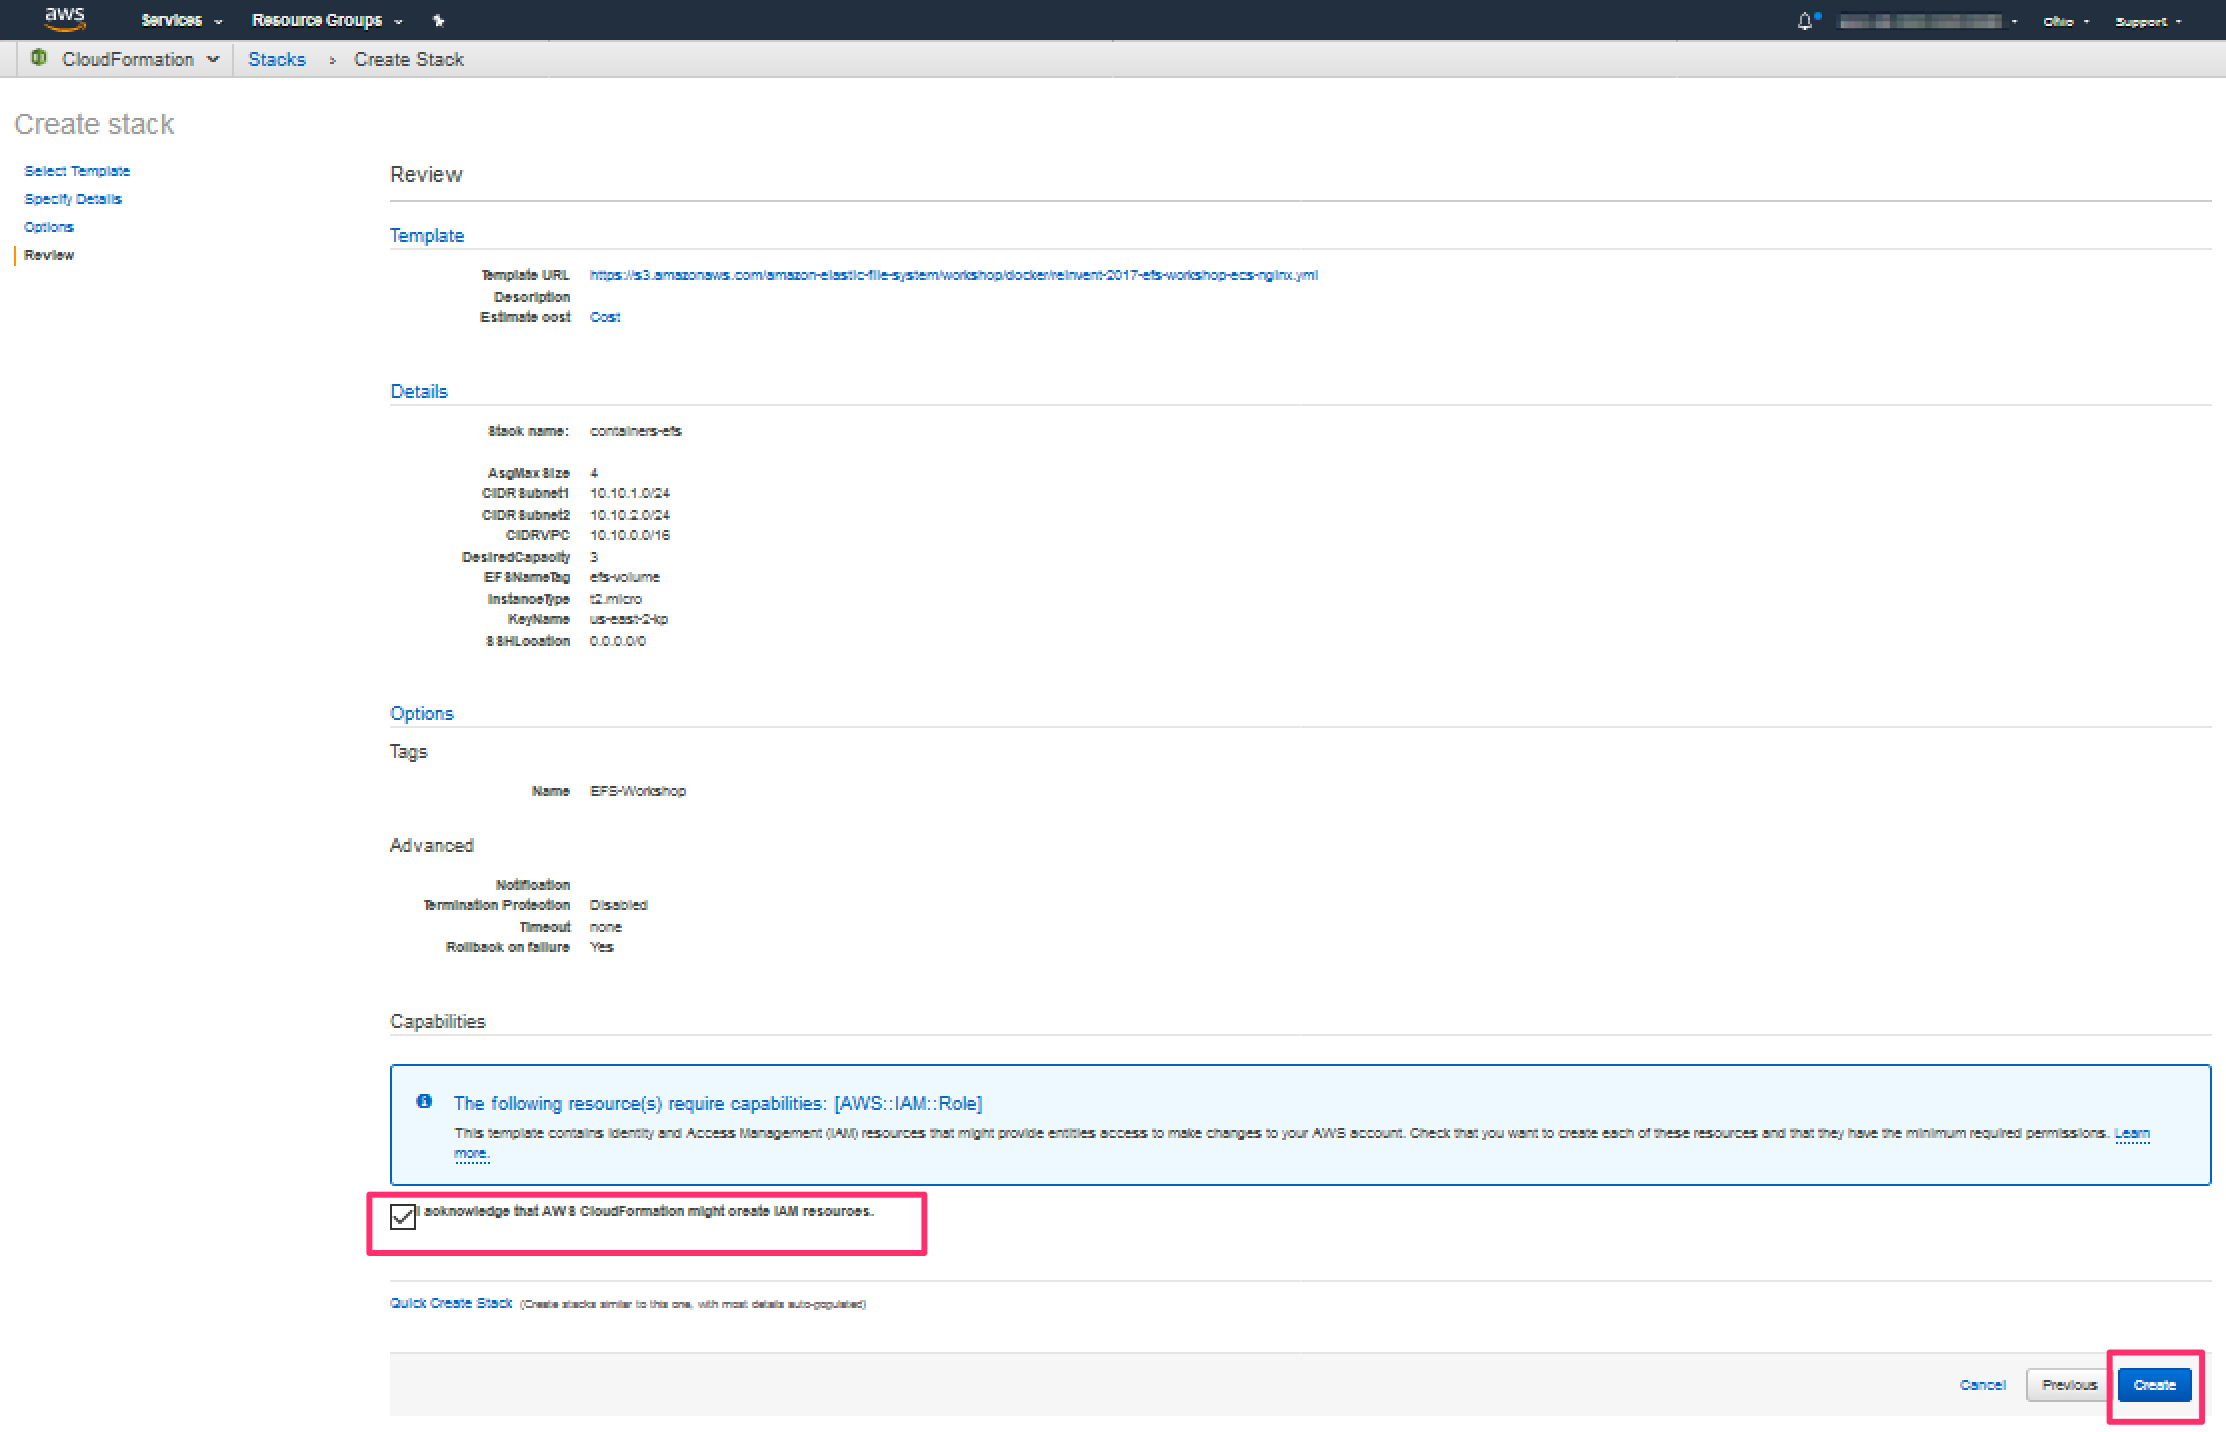 aws Services Resource Groups Ohio Support
CloudFormation Stacks > Create Stack
Create stack
Select Template
Specify Details
Options
Review
Review
Template
Template URL https://s3.amazonaws.com/amazon-elastic-file-system/workshop/docker/reinvent-2017-efs-workshop-ecs-nginx.yml
Description
Estimate cost Cost
Details
Stack name: containers-efs
AsgMaxSize 4
CIDRSubnet1 10.10.1.0/24
CIDRSubnet2 10.10.2.0/24
CIDRVPC 10.10.0.0/16
DesiredCapacity 3
EFSNameTag efs-volume
InstanceType t2.micro
KeyName us-east-2-kp
SSHLocation 0.0.0.0/0
Options
Tags
Name EFS-Workshop
Advanced
Notification
Termination Protection Disabled
Timeout none
Rollback on failure Yes
Capabilities
The following resource(s) require capabilities: [AWS::IAM::Role]
This template contains Identity and Access Management (IAM) resources that might provide entities access to make changes to your AWS account. Check that you want to create each of these resources and that they have the minimum required permissions. Learn
more.
I acknowledge that AWS CloudFormation might create IAM resources.
Quick Create Stack (Create stacks similar to this one, with most details auto-populated)
Cancel Previous Create